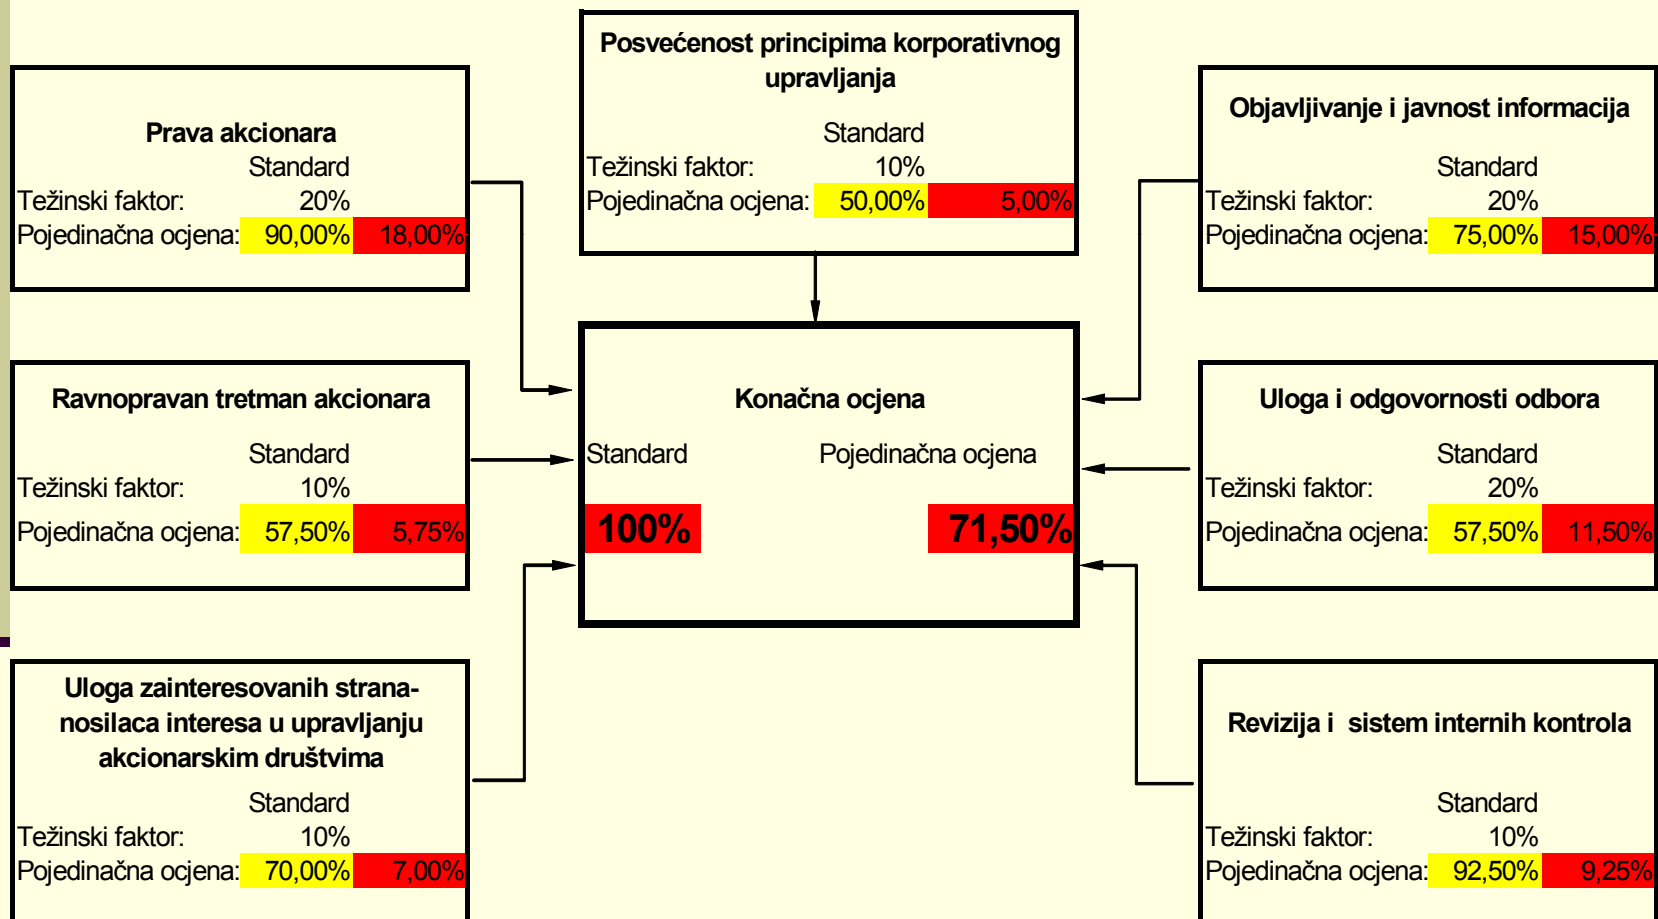 Posvećenost principima korporativnog
upravljanja
Standard
Težinski faktor: 10%
Pojedinačna ocjena: 50,00% 5,00%
Prava akcionara
Standard
Težinski faktor: 20%
Pojedinačna ocjena: 90,00% 18,00%
Objavljivanje i javnost informacija
Standard
Težinski faktor: 20%
Pojedinačna ocjena: 75,00% 15,00%
Ravnopravan tretman akcionara
Standard
Težinski faktor: 10%
Pojedinačna ocjena: 57,50% 5,75%
Konačna ocjena
Standard Pojedinačna ocjena
100% 71,50%
Uloga i odgovornosti odbora
Standard
Težinski faktor: 20%
Pojedinačna ocjena: 57,50% 11,50%
Uloga zainteresovanih strana-
nosilaca interesa u upravljanju
akcionarskim društvima
Standard
Težinski faktor: 10%
Pojedinačna ocjena: 70,00% 7,00%
Revizija i sistem internih kontrola
Standard
Težinski faktor: 10%
Pojedinačna ocjena: 92,50% 9,25%